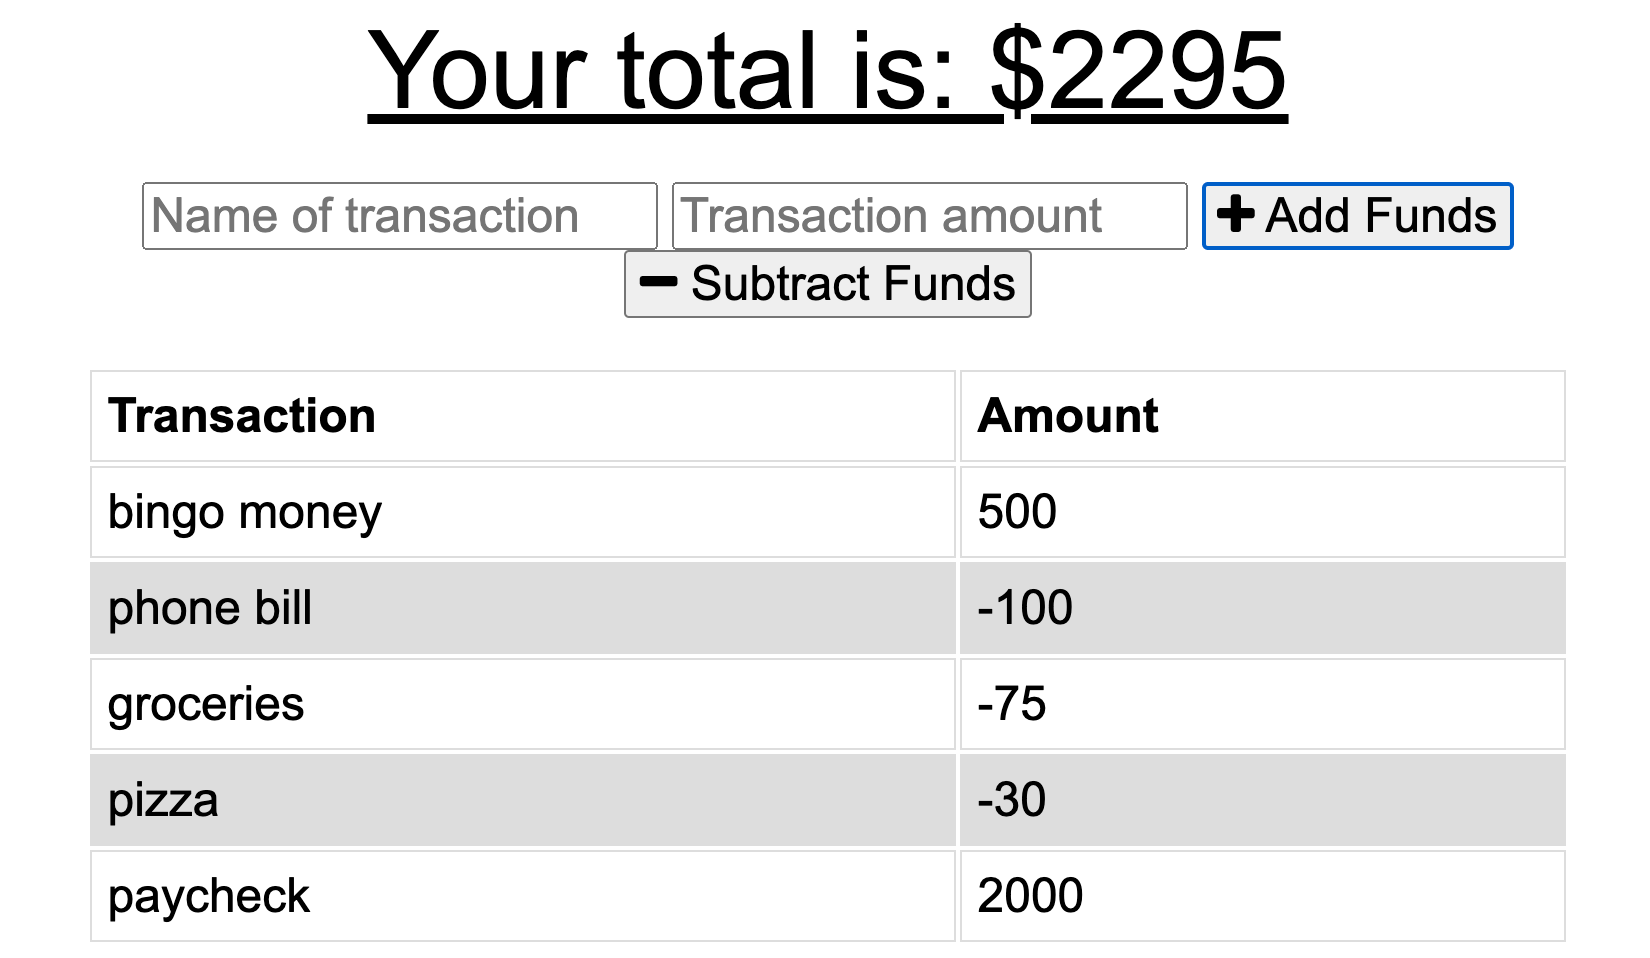 Your total is: $2295
Name of transaction Transaction amount + Add Funds
− Subtract Funds
Transaction Amount
bingo money 500
phone bill -100
groceries -75
pizza -30
paycheck 2000